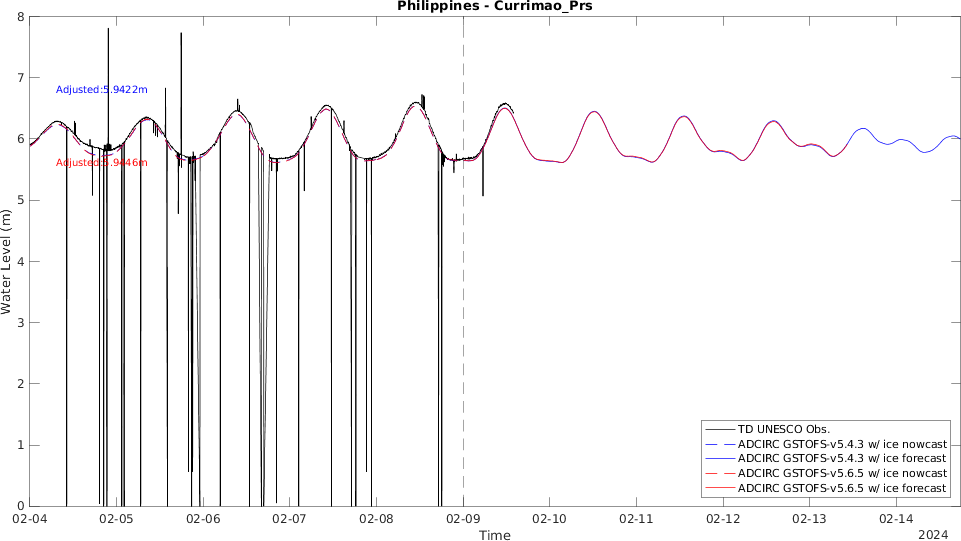 Philippines - Currimao_Prs
8
7
6
5
4
3
2
1
0
Water Level (m)
Adjusted:5.9422m
Adjusted:5.9446m
TD UNESCO Obs.
ADCIRC GSTOFS-v5.4.3 w/ ice nowcast
ADCIRC GSTOFS-v5.4.3 w/ ice forecast
ADCIRC GSTOFS-v5.6.5 w/ ice nowcast
ADCIRC GSTOFS-v5.6.5 w/ ice forecast
02-04 02-05 02-06 02-07 02-08 02-09 02-10 02-11 02-12 02-13 02-14
Time
2024